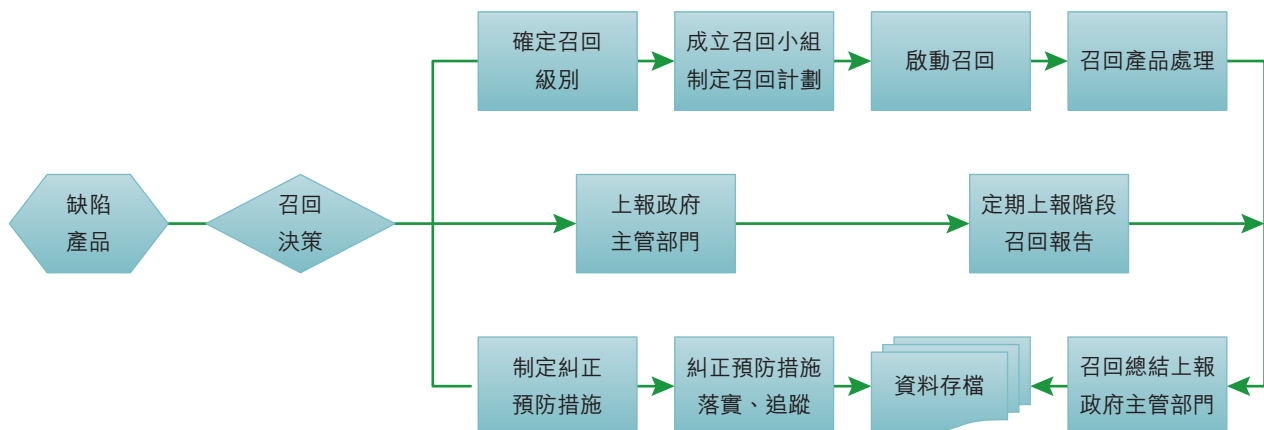 確定召回
級別
成立召回小組
制定召回計劃
啟動召回
召回產品處理
缺陷
產品
召回
決策
上報政府
主管部門
定期上報階段
召回報告
制定糾正
預防措施
糾正預防措施
落實、追蹤
資料存檔
召回總結上報
政府主管部門